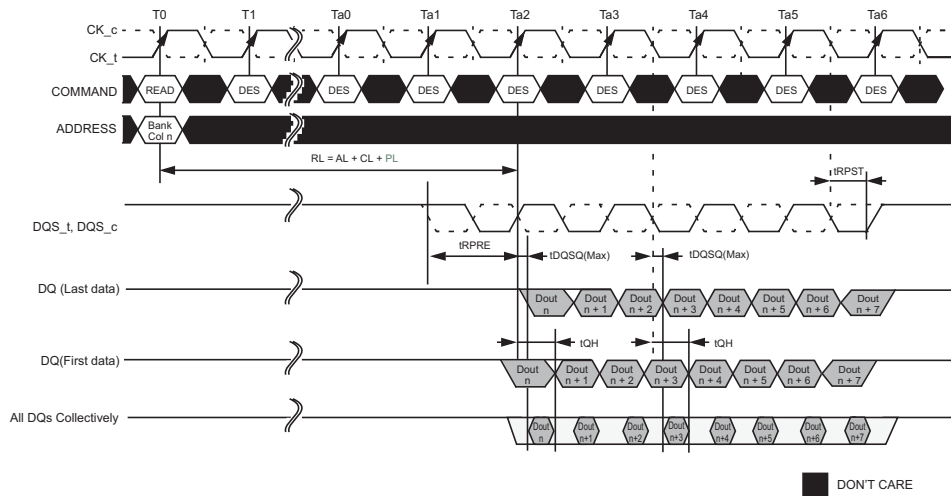 T0 T1 Ta0 Ta1 Ta2 Ta3 Ta4 Ta5 Ta6
CK_c
CK_t
COMMAND READ DES DES DES DES DES DES DES DES
ADDRESS Bank
Col n
RL = AL + CL + PL
tRPST
DQS_t, DQS_c
tRPRE tDQSQ(Max) tDQSQ(Max)
DQ (Last data) Dout n Dout n + 1 Dout n + 2 Dout n + 3 Dout n + 4 Dout n + 5 Dout n + 6 Dout n + 7
tQH tQH
DQ(First data) Dout n Dout n + 1 Dout n + 2 Dout n + 3 Dout n + 4 Dout n + 5 Dout n + 6 Dout n + 7
All DQs Collectively Dout n Dout n+1 Dout n+2 Dout n+3 Dout n+4 Dout n+5 Dout n+6 Dout n+7
DON'T CARE